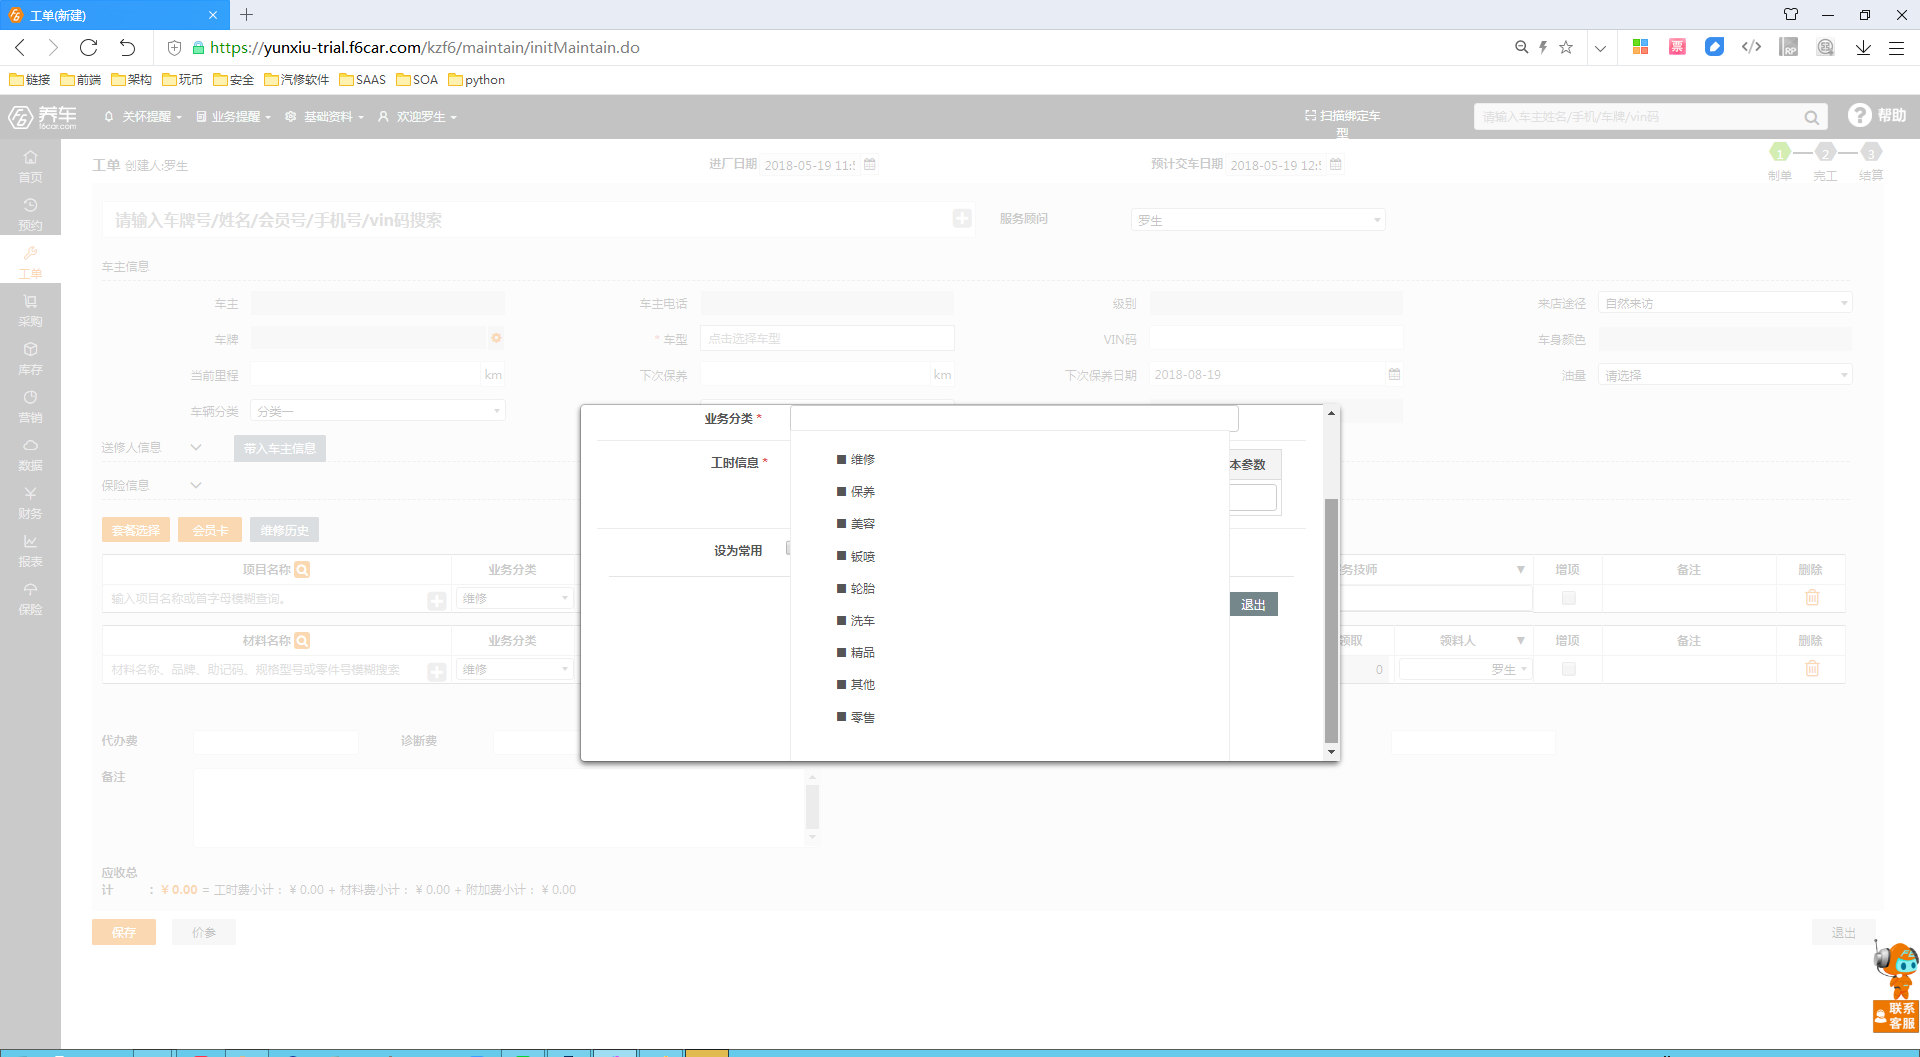 工单(新建)
https://yunxiu-trial.f6car.com/kzf6/maintain/initMaintain.do
链接 前端 架构 玩币 安全 汽修软件 SAAS SOA python
养车 f6car.com 关怀提醒 业务提醒 基础资料 欢迎罗生 扫描绑定车型 请输入车主姓名/手机/车牌/vin码 帮助
首页
预约
工单
采购
库存
营销
数据
财务
报表
保险
工单 创建人:罗生 进厂日期 2018-05-19 11: 预计交车日期 2018-05-19 12: 1 2 3
制单 完工 结算
请输入车牌号/姓名/会员号/手机号/vin码搜索 服务顾问 罗生
车主信息
车主 车主电话 级别 来店途径 自然来访
车牌 * 车型 点击选择车型 VIN码 车身颜色
当前里程 km 下次保养 km 下次保养日期 2018-08-19 油量 请选择
车辆分类 分类一
送修人信息 带入车主信息
保险信息
套餐选择 会员卡 维修历史
项目名称 业务分类 务技师 增项 备注 删除
输入项目名称或首字母模糊查询。 维修
材料名称 业务分类 领取 领料人 增项 备注 删除
材料名称、品牌、助记码、规格型号或零件号模糊搜索 维修 0 罗生
业务分类 *
工时信息 * 本参数
设为常用
退出
维修
保养
美容
钣喷
轮胎
洗车
精品
其他
零售
代办费 诊断费
备注
应收总计 : ¥ 0.00 = 工时费小计: ¥ 0.00 + 材料费小计: ¥ 0.00 + 附加费小计: ¥ 0.00
保存 价参 退出
联系客服